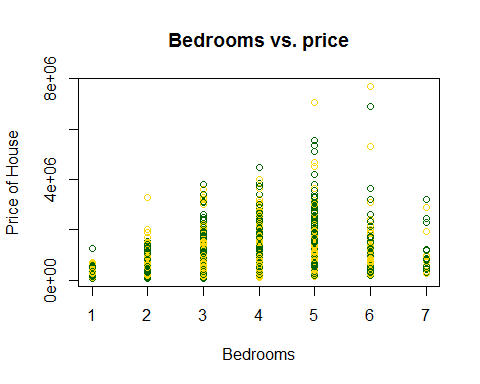 Bedrooms vs. price
Price of House
8e+06
4e+06
0e+00
1 2 3 4 5 6 7
Bedrooms